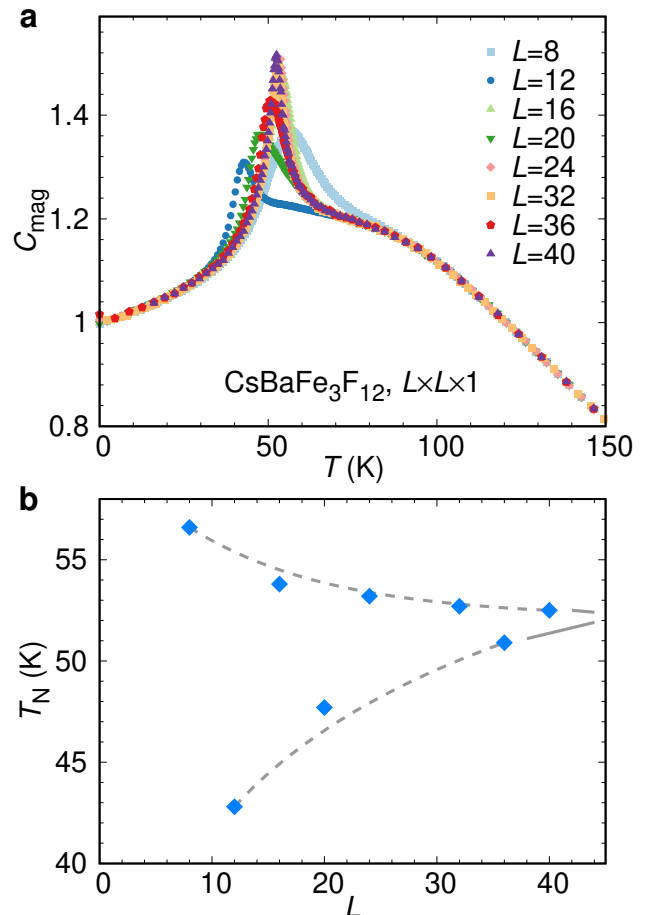 a
C_mag
1.4
1.2
1
0.8
L=8
L=12
L=16
L=20
L=24
L=32
L=36
L=40
CsBaFe₃F₁₂, L×L×1
0 50 100 150
T (K)
b
T_N (K)
55
50
45
40
0 10 20 30 40
L